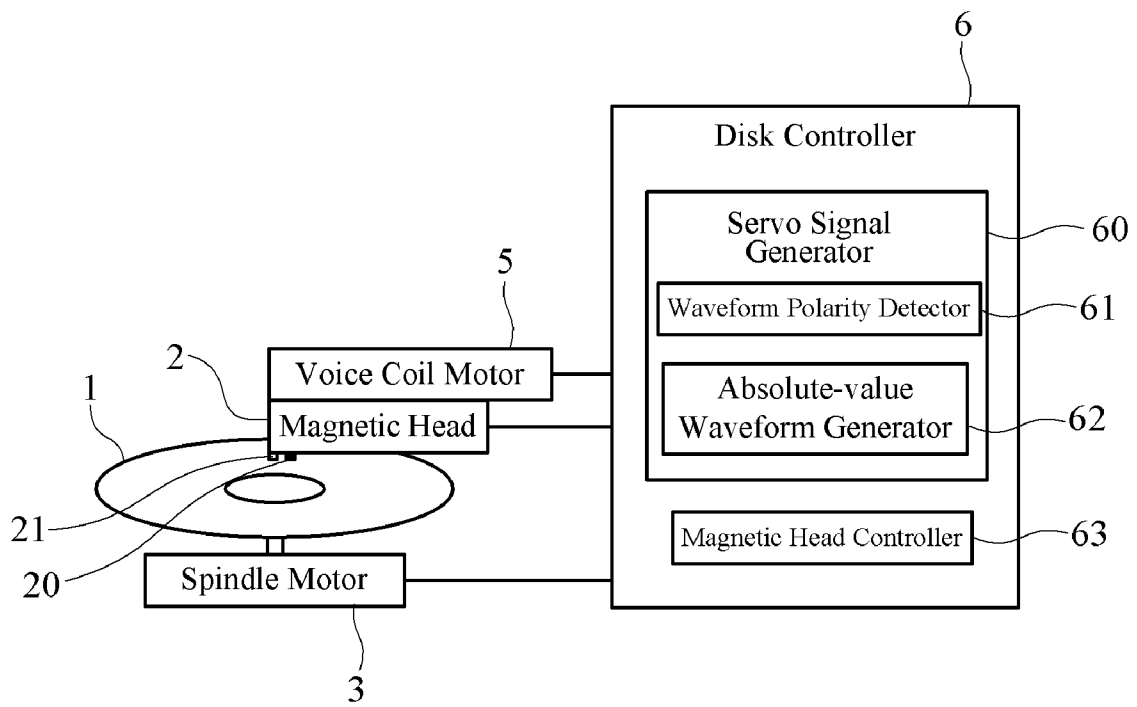 6
Disk Controller
Servo Signal
Generator
60
Waveform Polarity Detector
61
Absolute-value
Waveform Generator
62
Magnetic Head Controller
63
5
Voice Coil Motor
2
Magnetic Head
1
21
20
Spindle Motor
3